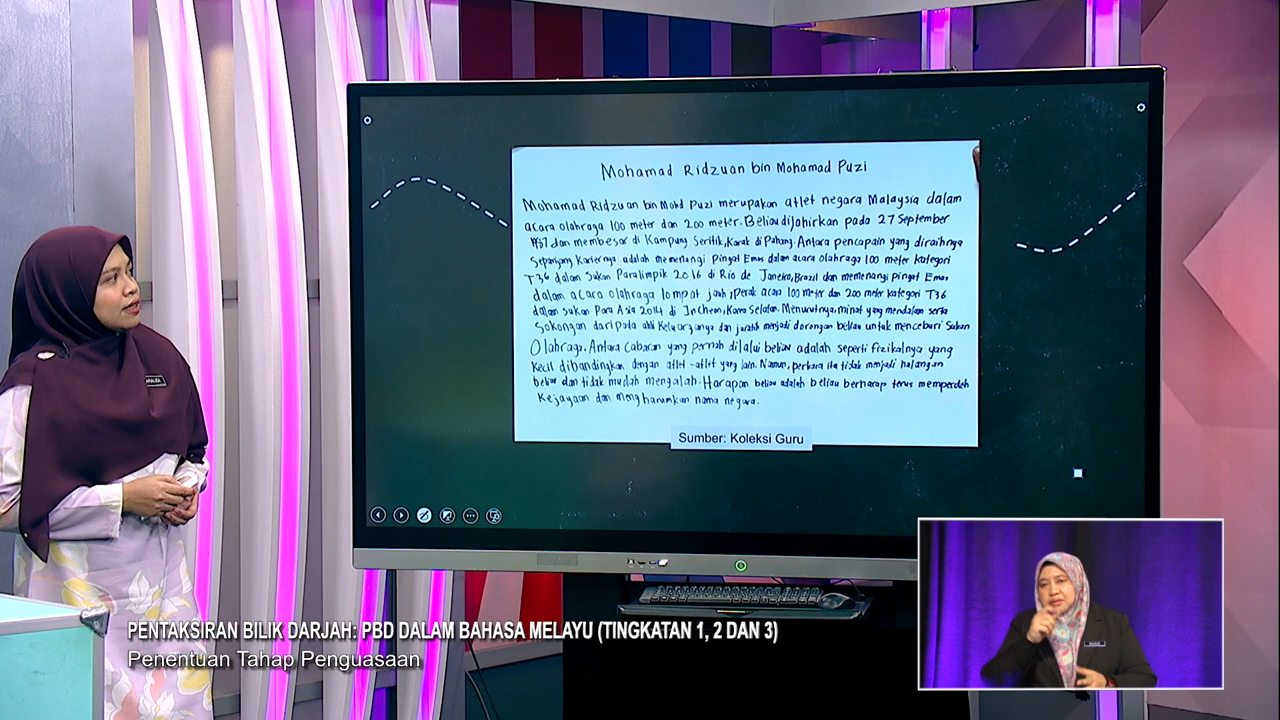 Mohamad Ridzuan bin Mohamad Puzi
Mohamad Ridzuan bin Mohd Puzi merupakan atlet negara Malaysia dalam
acara olahraga 100 meter dan 200 meter. Beliau dilahirkan pada 27 September
1987 dan membesar di Kampung Sertik, Karak di Pahang. Antara pencapain yang diraihnya
sepanjang kariernya adalah memenangi Pingat Emas dalam acara olahraga 100 meter kategori
T36 dalam Sukan Paralimpik 2016 di Rio de Janeiro, Brazil dan memenangi pingat Emas
dalam acara olahraga lompat jauh, Perak acara 100 meter dan 200 meter kategori T36
dalam sukan Para Asia 2014 di Incheon, Korea Selatan. Menurutnya, minat yang mendalam serta
Sokongan daripada ahli keluarganya dan jurulatih menjadi dorongan beliau untuk menceburi Sukan
Olahraga. Antara cabaran yang pernah dilalui beliau adalah seperti fizikalnya yang
Kecil dibandingkan dengan atlet-atlet yang lain. Namun, perkara itu tidak menjadi halangan
beliau dan tidak mudah mengalah. Harapan beliau adalah beliau berharap terus memperoleh
Kejayaan dan mengharumkan nama negara.
Sumber: Koleksi Guru
PENTAKSIRAN BILIK DARJAH: PBD DALAM BAHASA MELAYU (TINGKATAN 1, 2 DAN 3)
Penentuan Tahap Penguasaan